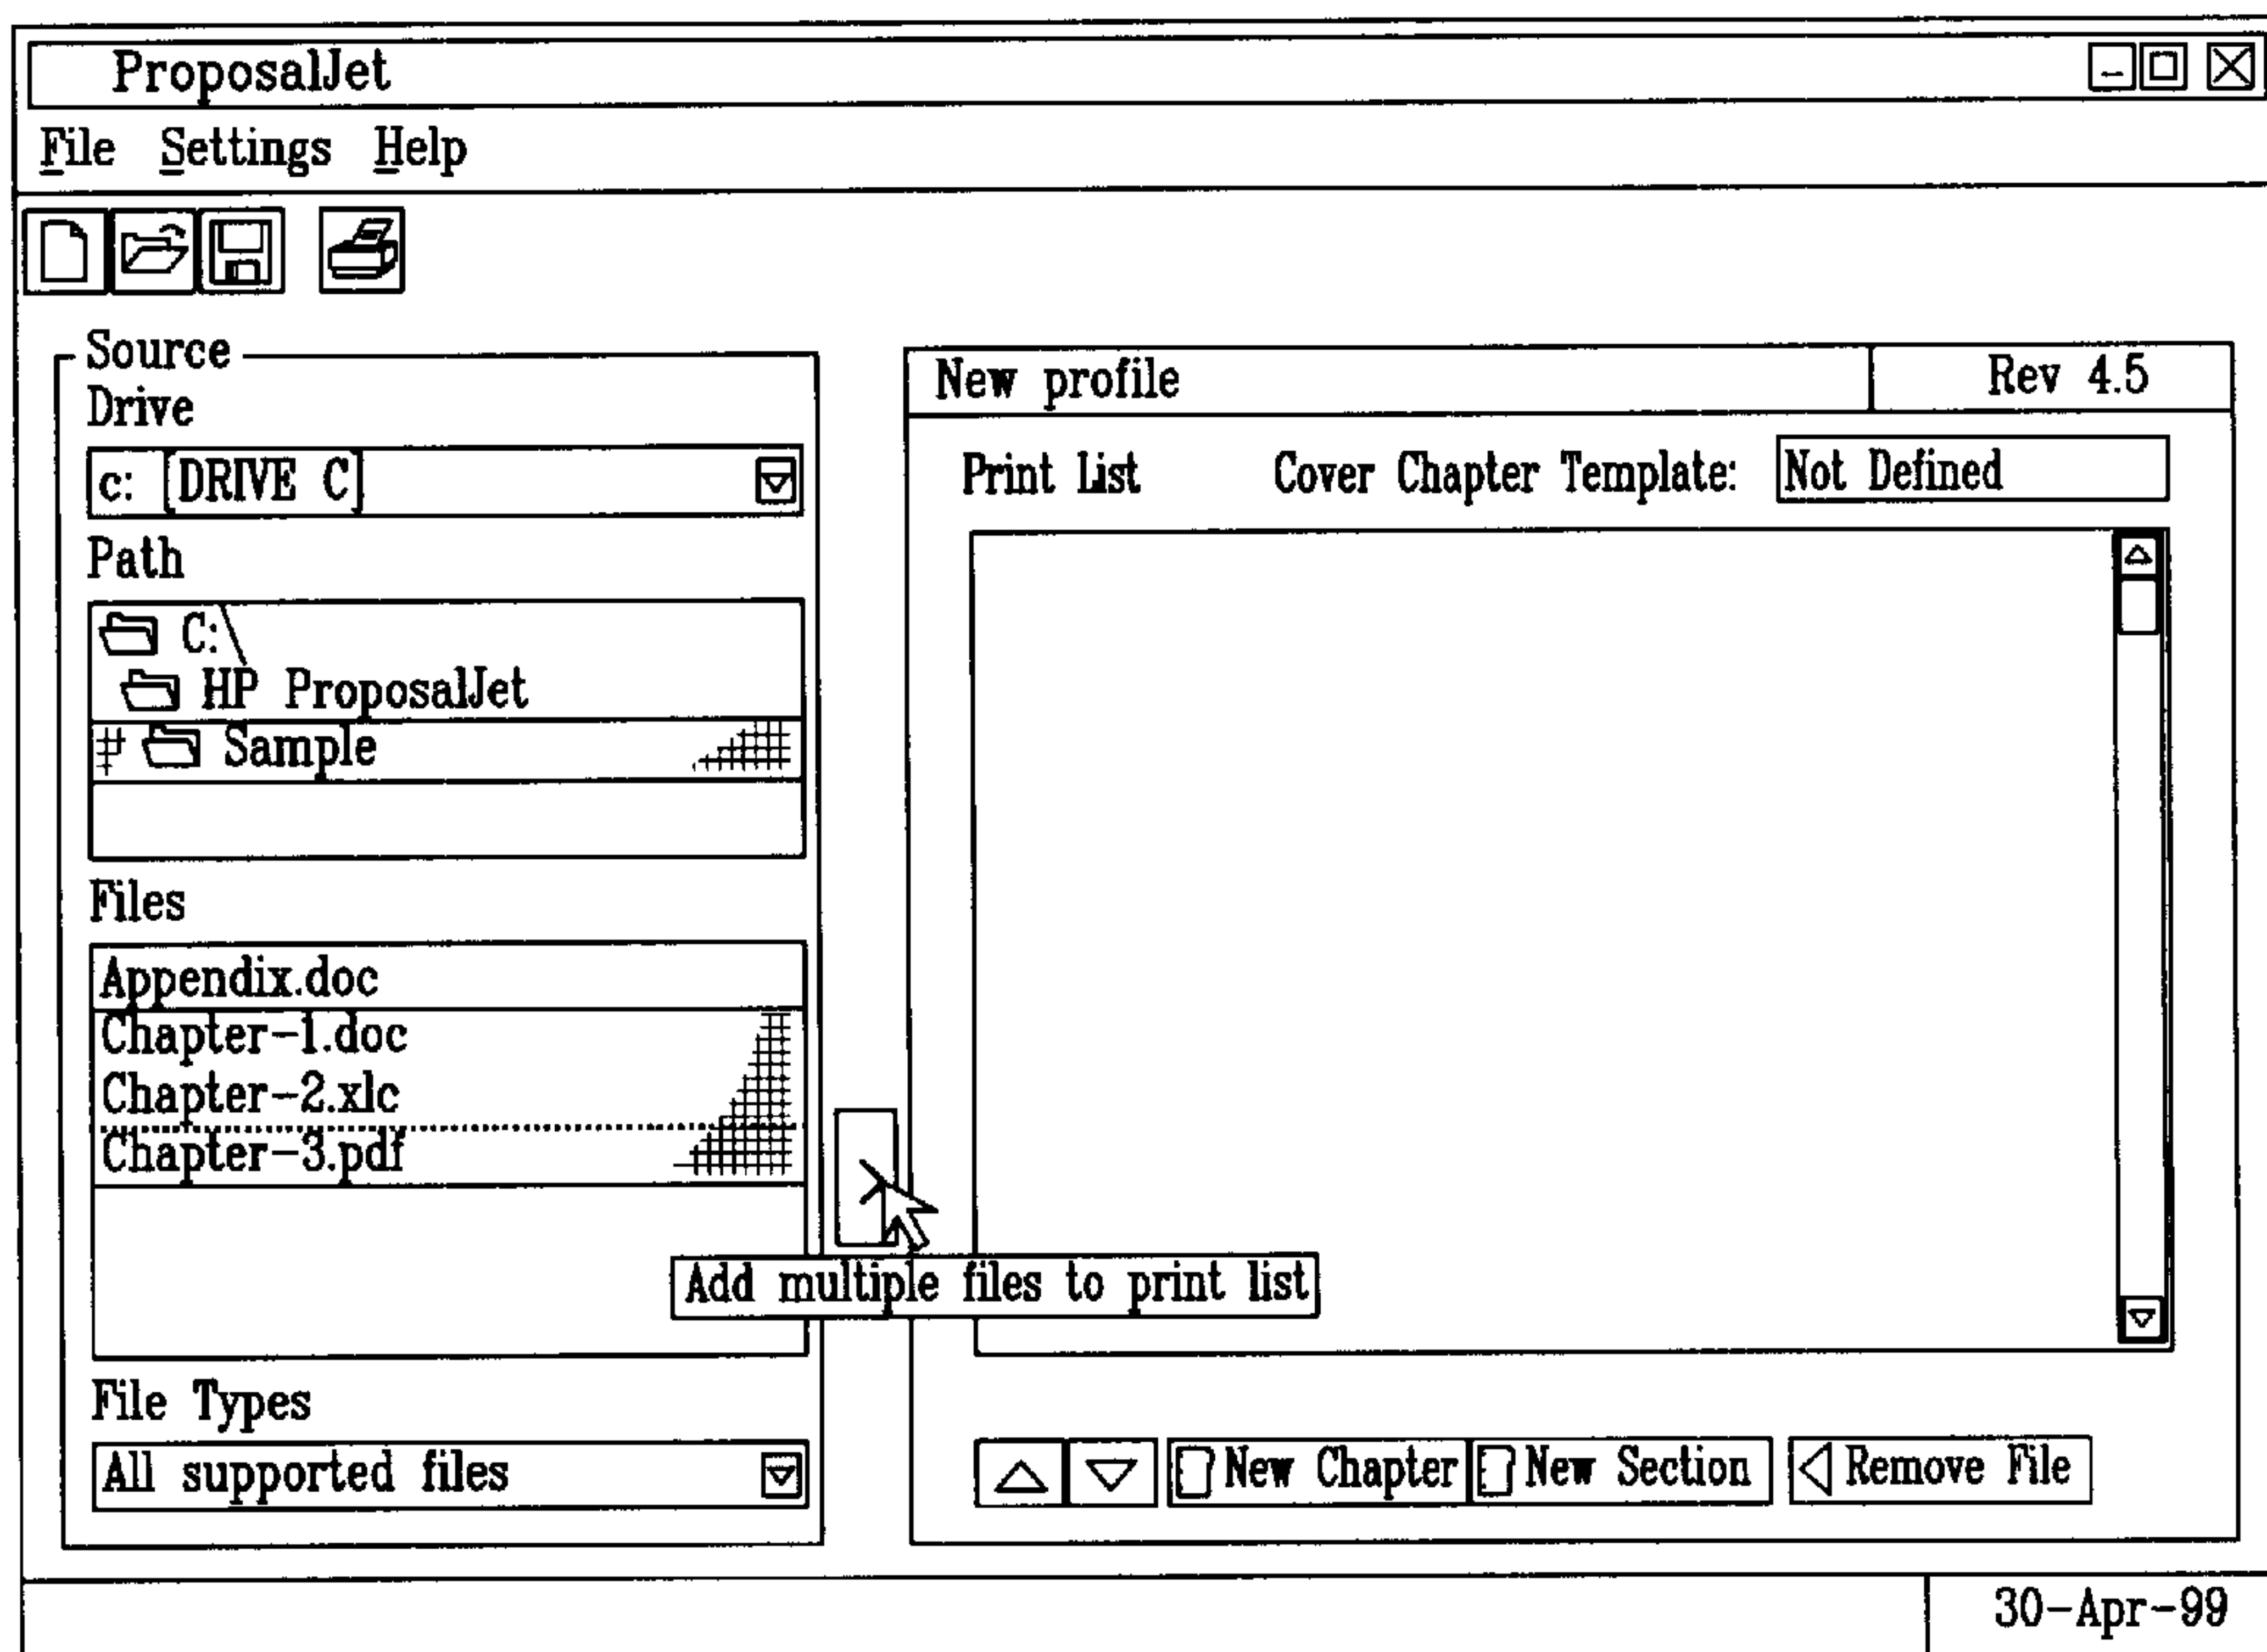 ProposalJet
File Settings Help
Source
Drive
c: [DRIVE C]
Path
C:\
HP ProposalJet
Sample
Files
Appendix.doc
Chapter-1.doc
Chapter-2.xlc
Chapter-3.pdf
File Types
All supported files
Add multiple files to print list
New profile
Rev 4.5
Print List Cover Chapter Template: Not Defined
New Chapter New Section Remove File
30-Apr-99